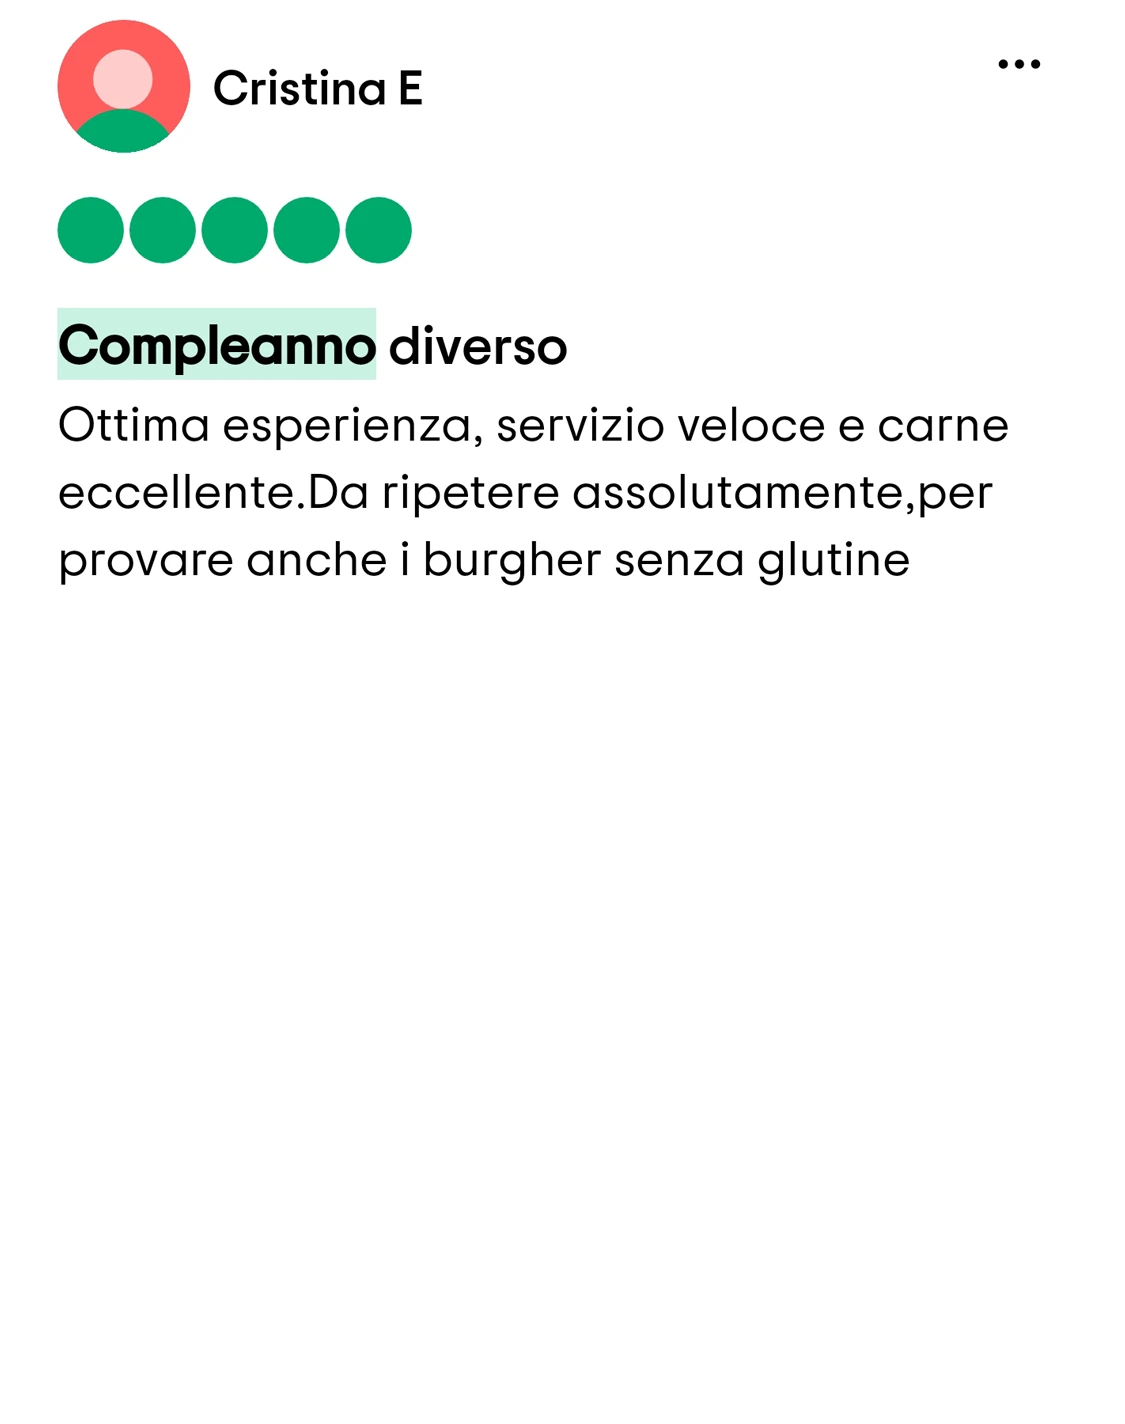 Cristina E
Compleanno diverso
Ottima esperienza, servizio veloce e carne
eccellente.Da ripetere assolutamente,per
provare anche i burgher senza glutine